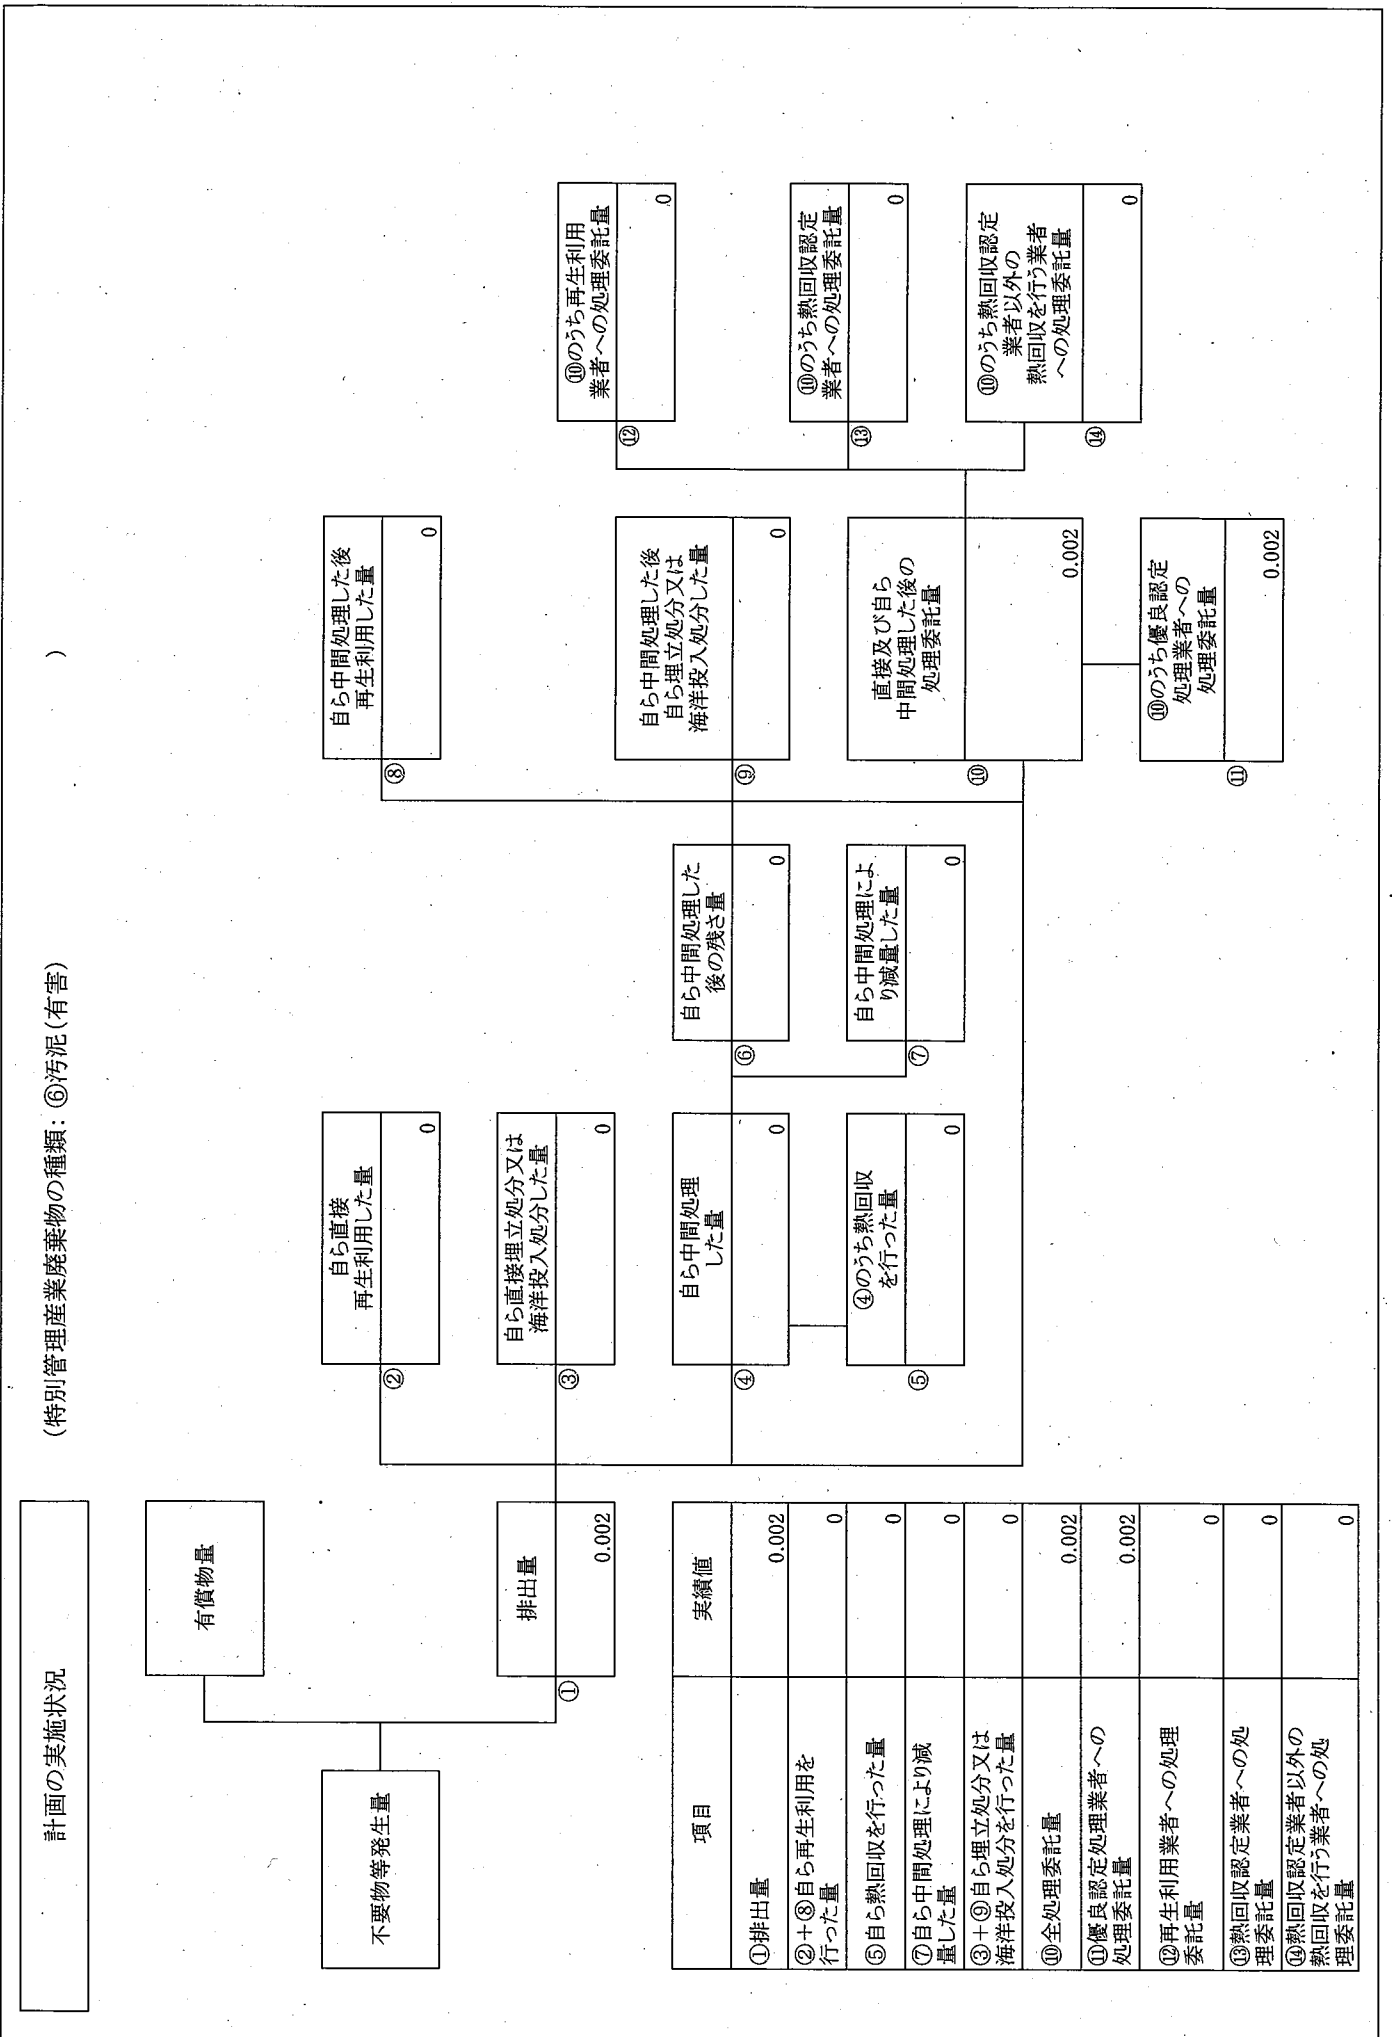 計画の実施状況
(特別管理産業廃棄物の種類:⑥汚泥(有害)
)
不要物等発生量
有償物量
①
排出量
0.002
②
自ら直接
再生利用した量
0
③
自ら直接埋立処分又は
海洋投入処分した量
0
④
自ら中間処理
した量
0
⑤
④のうち熱回収
を行った量
0
⑥
自ら中間処理した
後の残さ量
0
⑦
自ら中間処理によ
り減量した量
0
⑧
自ら中間処理した後
再生利用した量
0
⑨
自ら中間処理した後
自ら埋立処分又は
海洋投入処分した量
0
⑩
直接及び自ら
中間処理した後の
処理委託量
0.002
⑪
⑩のうち優良認定
処理業者への
処理委託量
0.002
⑫
⑩のうち再生利用
業者への処理委託量
0
⑬
⑩のうち熱回収認定
業者への処理委託量
0
⑭
⑩のうち熱回収認定
業者以外の
熱回収を行う業者
への処理委託量
0
項目
実績値
①排出量
0.002
②+⑧自ら再生利用を
行った量
0
⑤自ら熱回収を行った量
0
⑦自ら中間処理により減
量した量
0
③+⑨自ら埋立処分又は
海洋投入処分を行った量
0
⑩全処理委託量
0.002
⑪優良認定処理業者への
処理委託量
0.002
⑫再生利用業者への処理
委託量
0
⑬熱回収認定業者への処
理委託量
0
⑭熱回収認定業者以外の
熱回収を行う業者への処
理委託量
0